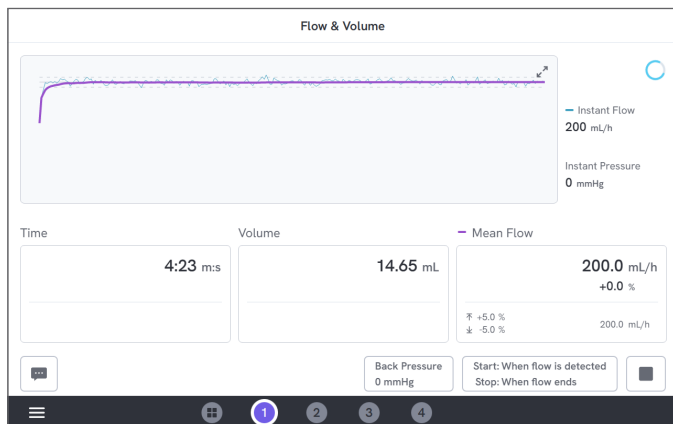 Flow & Volume
Instant Flow
200 mL/h
Instant Pressure
0 mmHg
Time
Volume
Mean Flow
4:23 m:s
14.65 mL
200.0 mL/h
+0.0 %
+5.0 %
-5.0 %
200.0 mL/h
Back Pressure
0 mmHg
Start: When flow is detected
Stop: When flow ends
1
2
3
4